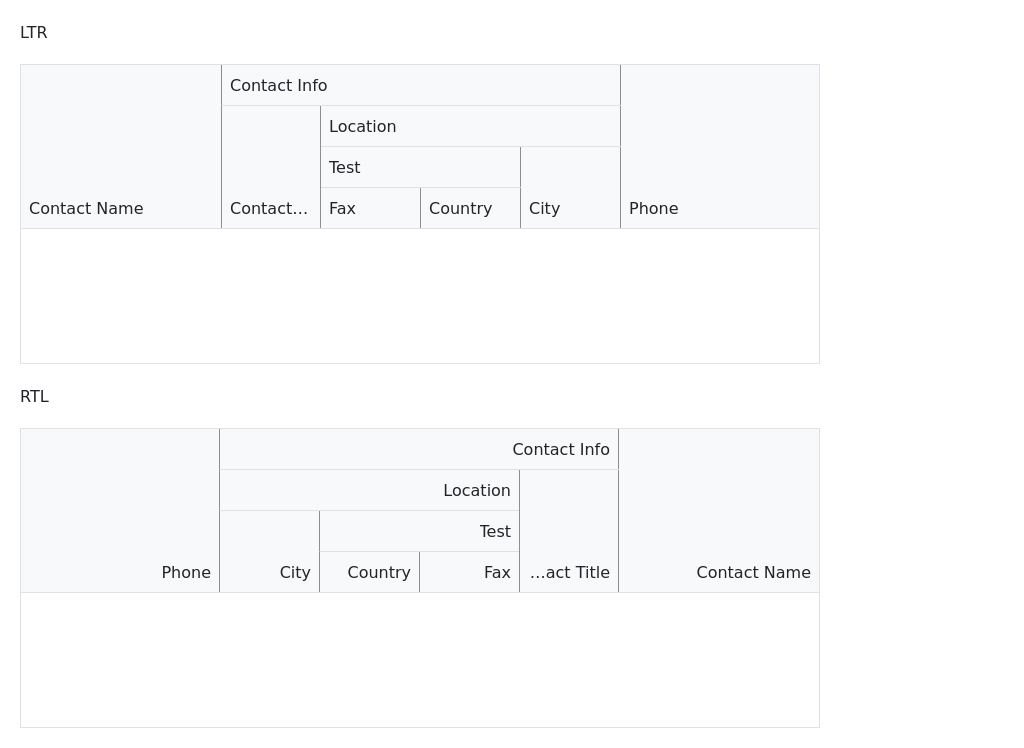 LTR
Contact Info
Location
Test
Contact Name Contact... Fax Country City Phone
RTL
Contact Info
Location
Test
Phone City Country Fax ...act Title Contact Name